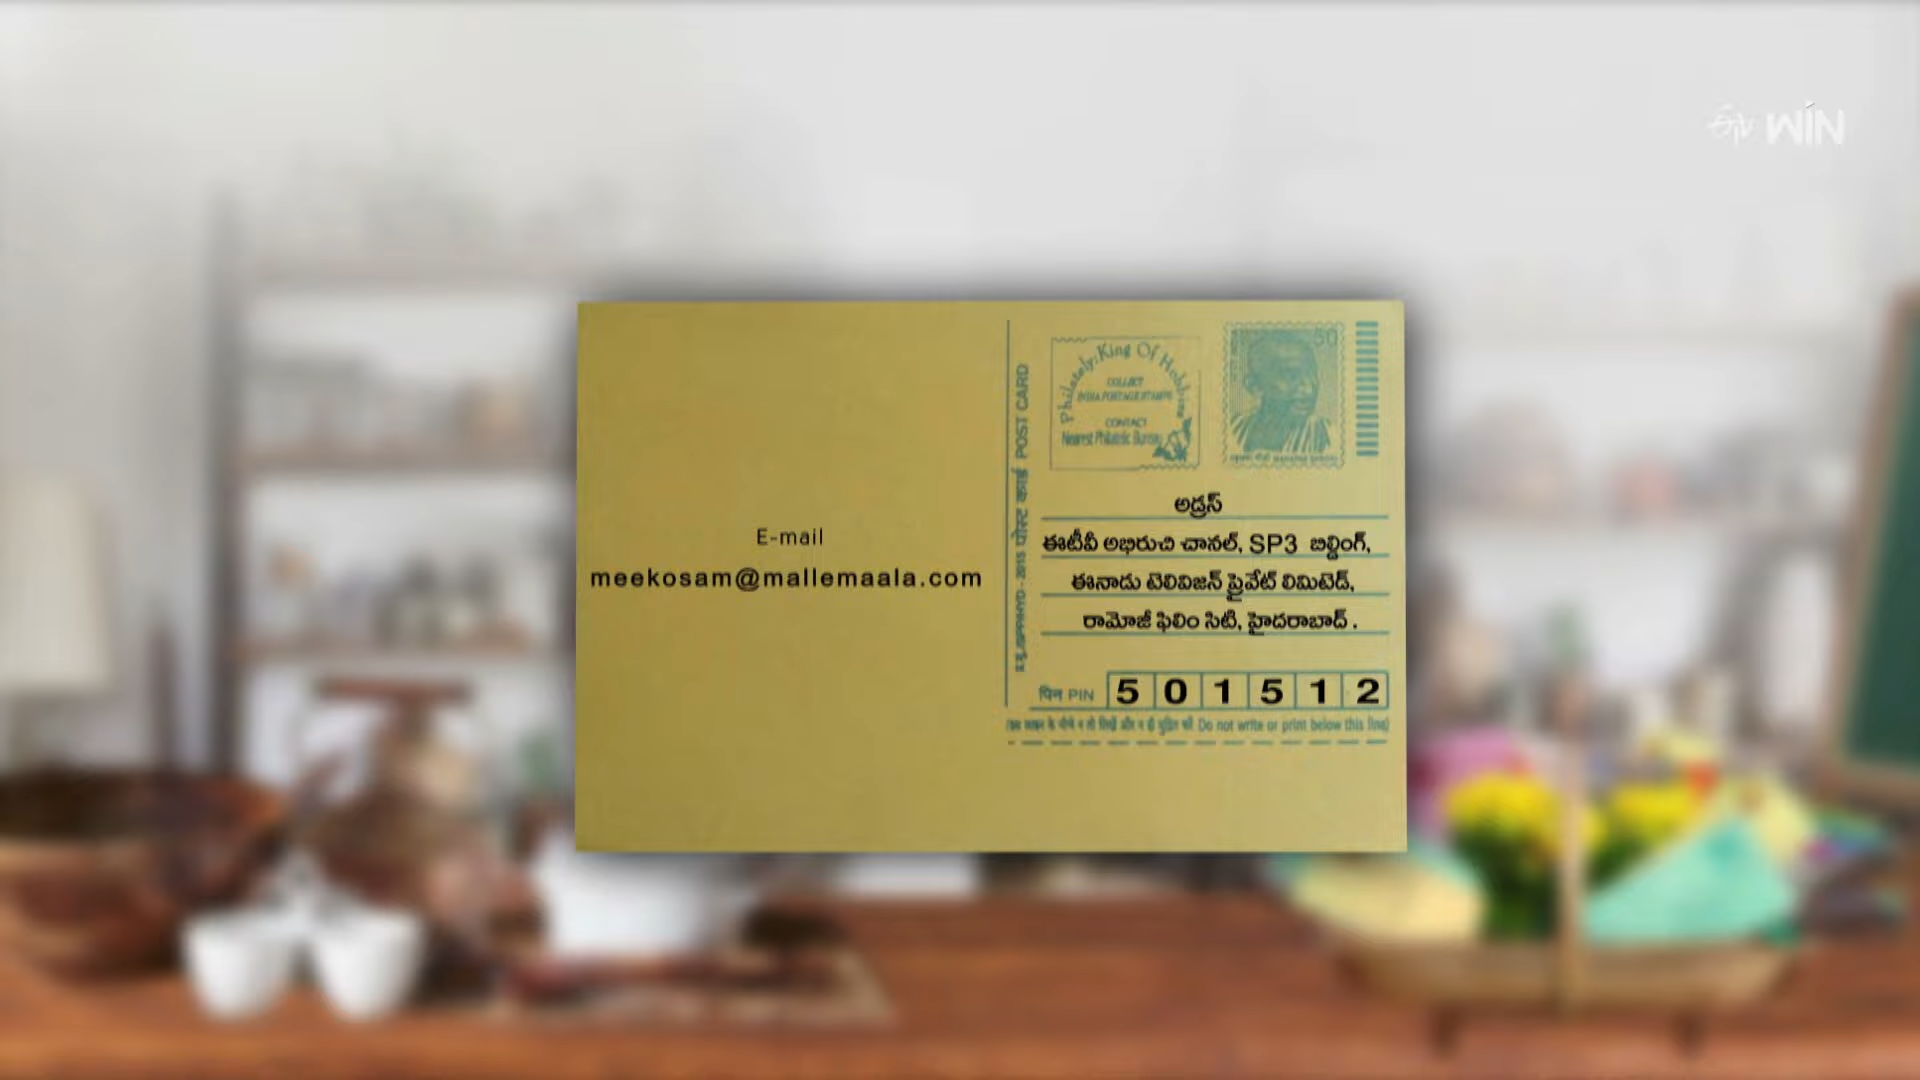 ఈటీవీ WIN
Philately: King Of Hobbies
COLLECT
INDIA POSTAGE STAMPS
CONTACT
Nearest Philatelic Bureau
50
पोस्ट कार्ड POST CARD
E-mail
meekosam@mallemaala.com
అడ్రస్
ఈటీవీ అభిరుచి చానల్, SP3 బిల్డింగ్,
ఈనాడు టెలివిజన్ ప్రైవేట్ లిమిటెడ్,
రామోజీ ఫిలిం సిటీ, హైదరాబాద్ .
पिन PIN 5 0 1 5 1 2
Do not write or print below this line)